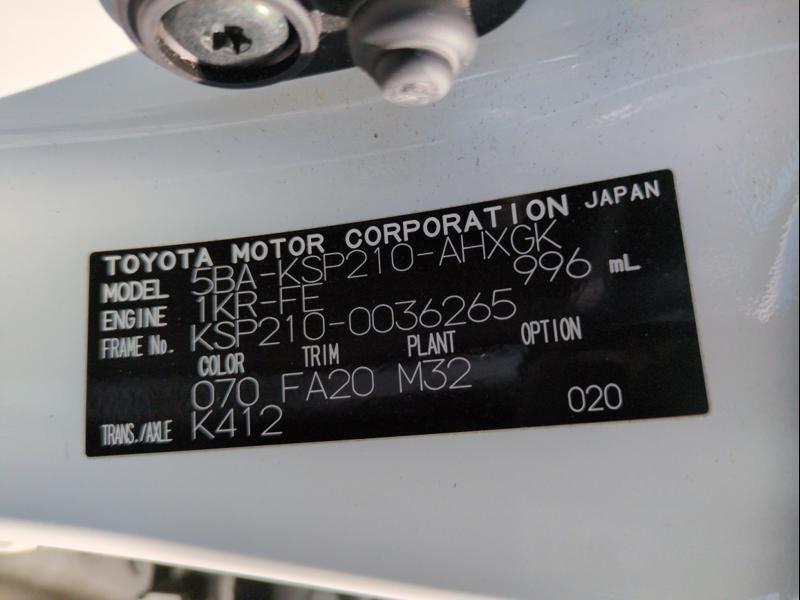 TOYOTA MOTOR CORPORATION JAPAN
MODEL 5BA-KSP210-AHXGK
ENGINE 1KR-FE 996 mL
FRAME No. KSP210-0036265
COLOR TRIM PLANT OPTION
070 FA20 M32
TRANS./AXLE K412 020